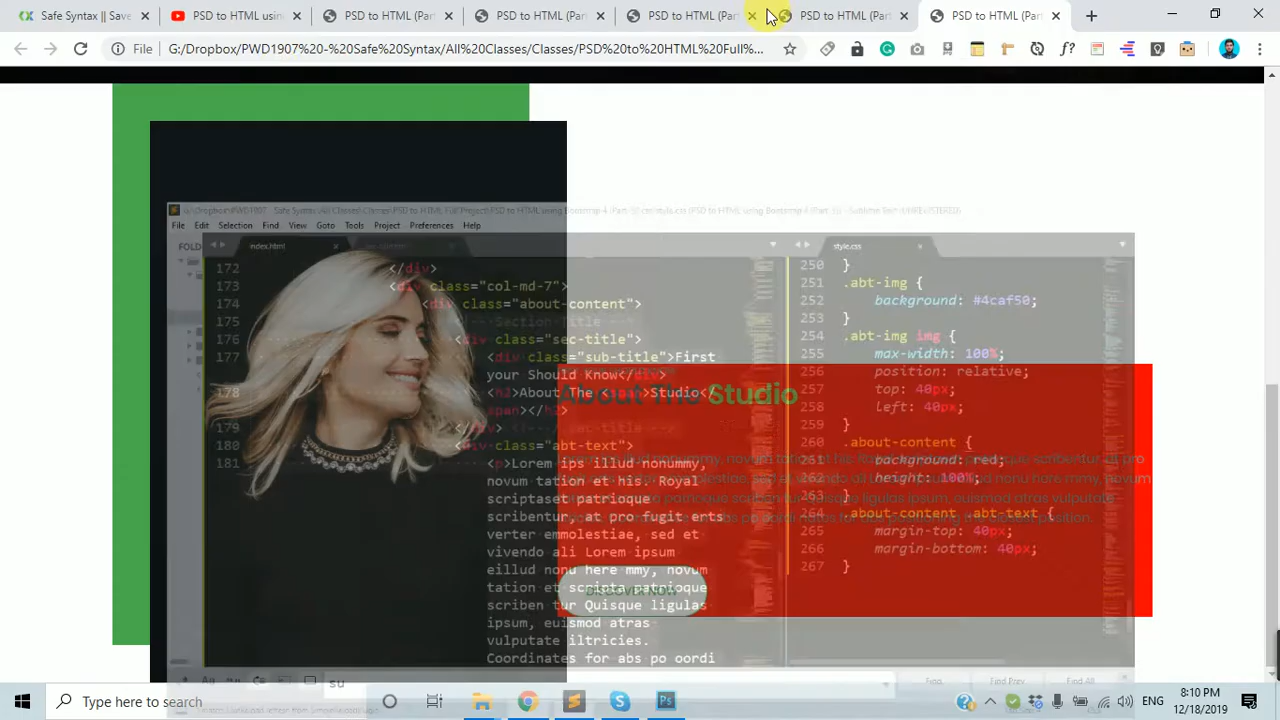 Safe Syntax || Save
PSD to HTML using
PSD to HTML (Par
PSD to HTML (Par
PSD to HTML (Par
PSD to HTML (Par
PSD to HTML (Par
File
G:/Dropbox/PWD1907%20-%20Safe%20Syntax/All%20Classes/Classes/PSD%20to%20HTML%20Full%...
File Edit Selection Find View Goto Tools Project Preferences Help
index.html
style.css
172 </div>
173 <div class="col-md-7">
174 <div class="about-content">
175
176 <div class="sec-title">
177 <div class="sub-title">First
your Should Know</div>
178 <h2>About The <span>Studio</
span></h2>
179
180 <div class="abt-text">
181 <p>Lorem ips illud nonummy,
novum tation et his Royal
scriptaset patrioque
scribentur, at pro fugit erts
verter emmolestiae, sed et
vivendo ali Lorem ipsum
eillud nonu here mmy, novum
tation et scripta patrioque
scriben tur Quisque ligulas
ipsum, euismod atras
vulputate iltricies.
Coordinates for abs po oordi
250 }
251 .abt-img {
252 background: #4caf50;
253 }
254 .abt-img img {
255 max-width: 100%;
256 position: relative;
257 top: 40px;
258 left: 40px;
259 }
260 .about-content {
261 background: red;
262 height: 100%;
263 }
264 .about-content .abt-text {
265 margin-top: 40px;
266 margin-bottom: 40px;
267 }
About The Studio
su
Find
Find Prev
Find All
Type here to search
ENG
8:10 PM
12/18/2019